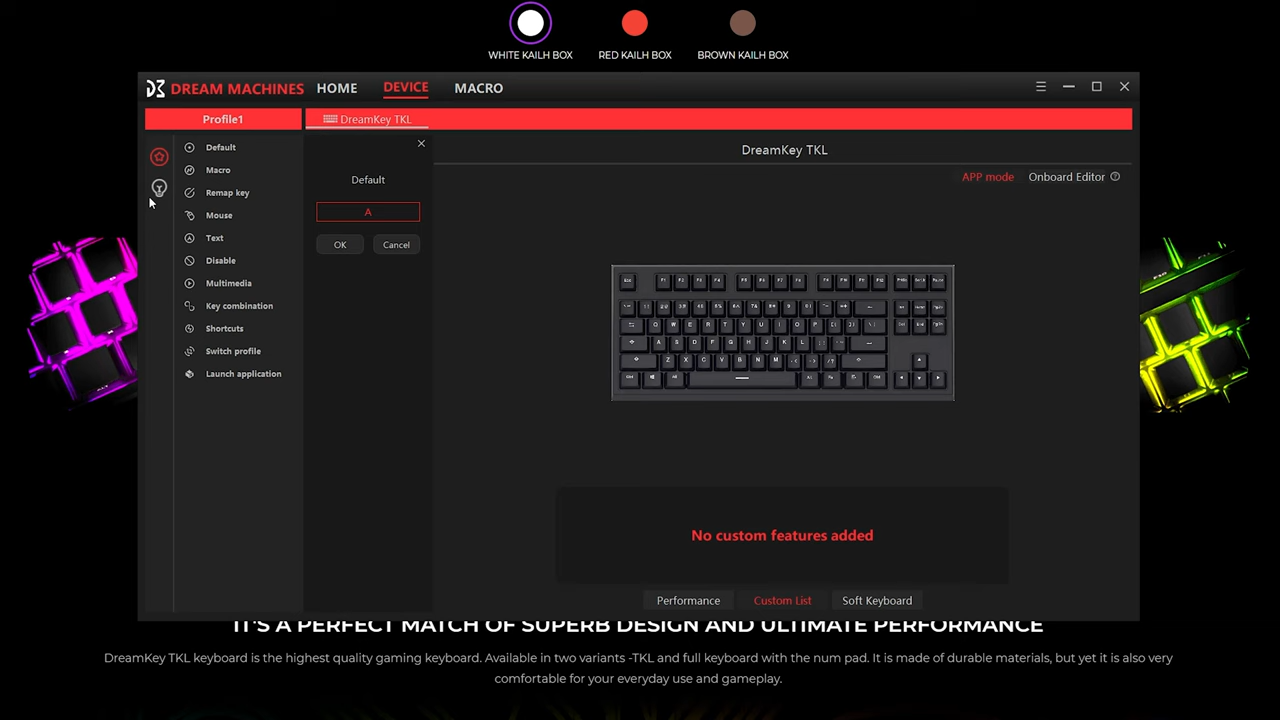 WHITE KAILH BOX
RED KAILH BOX
BROWN KAILH BOX
DREAM MACHINES
HOME
DEVICE
MACRO
Profile1
DreamKey TKL
Default
Macro
Remap key
Mouse
Text
Disable
Multimedia
Key combination
Shortcuts
Switch profile
Launch application
Default
A
OK
Cancel
DreamKey TKL
APP mode
Onboard Editor
No custom features added
Performance
Custom List
Soft Keyboard
IT'S A PERFECT MATCH OF SUPERB DESIGN AND ULTIMATE PERFORMANCE
DreamKey TKL keyboard is the highest quality gaming keyboard. Available in two variants -TKL and full keyboard with the num pad. It is made of durable materials, but yet it is also very
comfortable for your everyday use and gameplay.